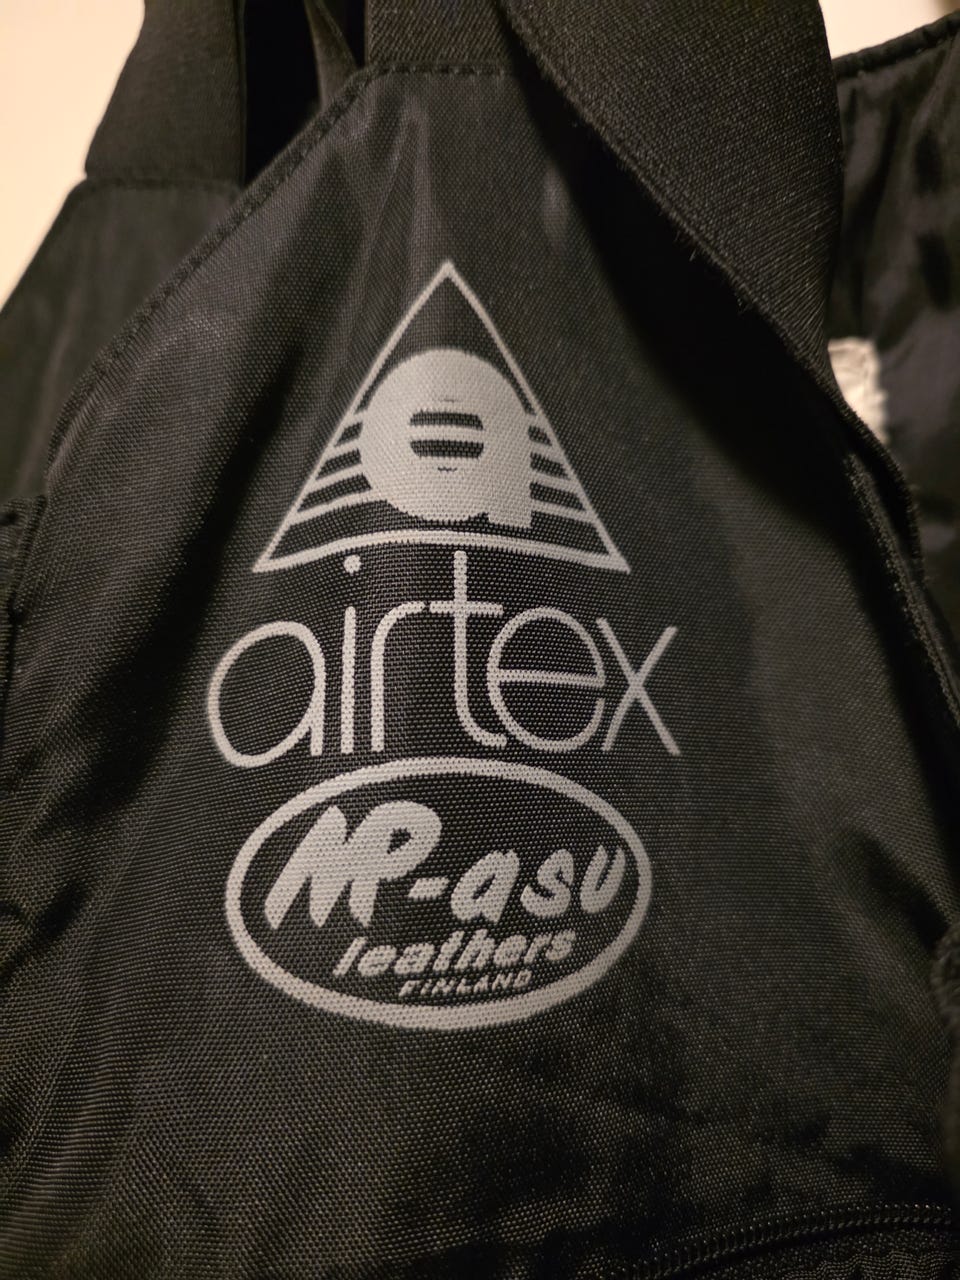 a
airtex
MP-asu
leathers
FINLAND